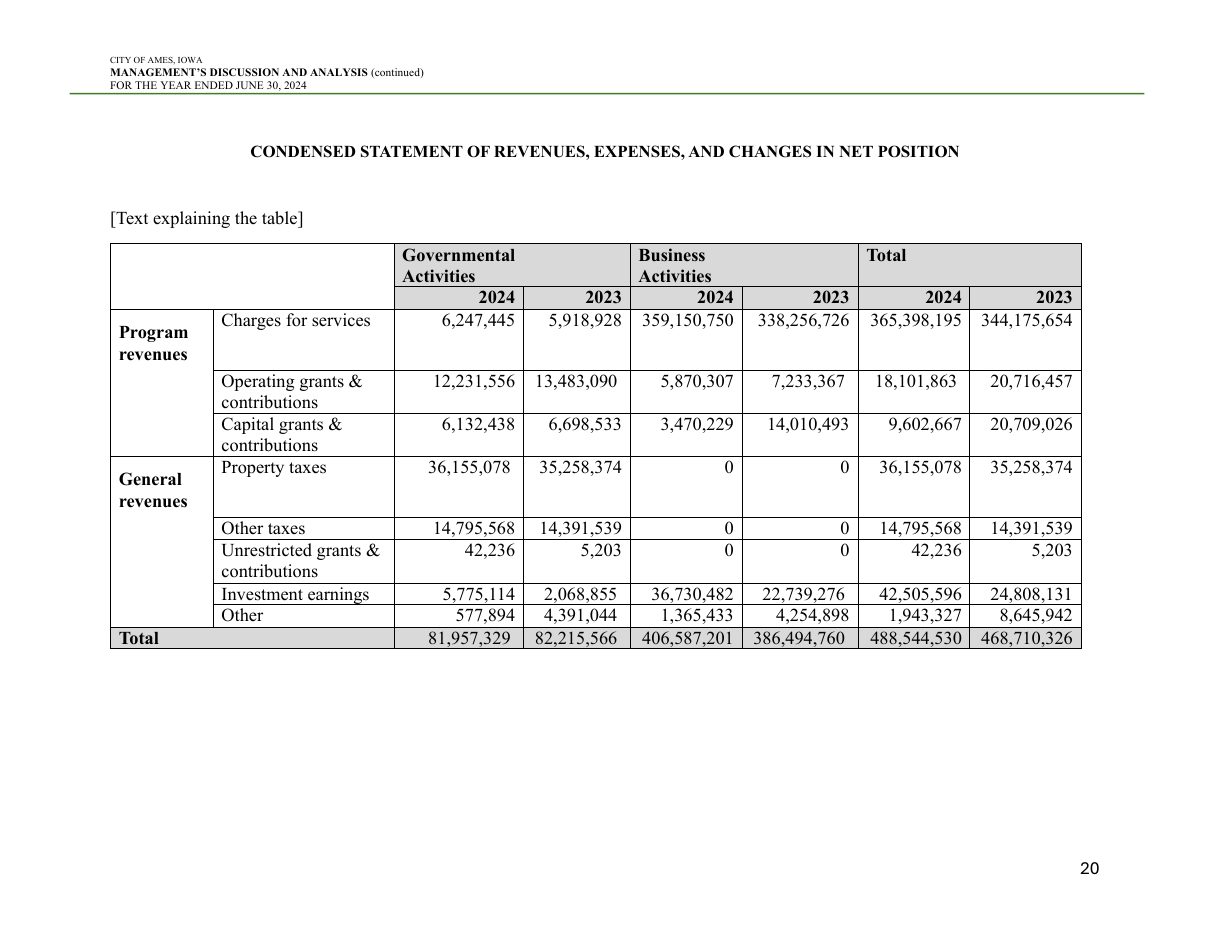 CITY OF AMES, IOWA
MANAGEMENT'S DISCUSSION AND ANALYSIS (continued)
FOR THE YEAR ENDED JUNE 30, 2024
CONDENSED STATEMENT OF REVENUES, EXPENSES, AND CHANGES IN NET POSITION
[Text explaining the table]
Governmental Activities Business Activities Total
2024 2023 2024 2023 2024 2023
Program revenues Charges for services 6,247,445 5,918,928 359,150,750 338,256,726 365,398,195 344,175,654
Operating grants & contributions 12,231,556 13,483,090 5,870,307 7,233,367 18,101,863 20,716,457
Capital grants & contributions 6,132,438 6,698,533 3,470,229 14,010,493 9,602,667 20,709,026
General revenues Property taxes 36,155,078 35,258,374 0 0 36,155,078 35,258,374
Other taxes 14,795,568 14,391,539 0 0 14,795,568 14,391,539
Unrestricted grants & contributions 42,236 5,203 0 0 42,236 5,203
Investment earnings 5,775,114 2,068,855 36,730,482 22,739,276 42,505,596 24,808,131
Other 577,894 4,391,044 1,365,433 4,254,898 1,943,327 8,645,942
Total 81,957,329 82,215,566 406,587,201 386,494,760 488,544,530 468,710,326
20